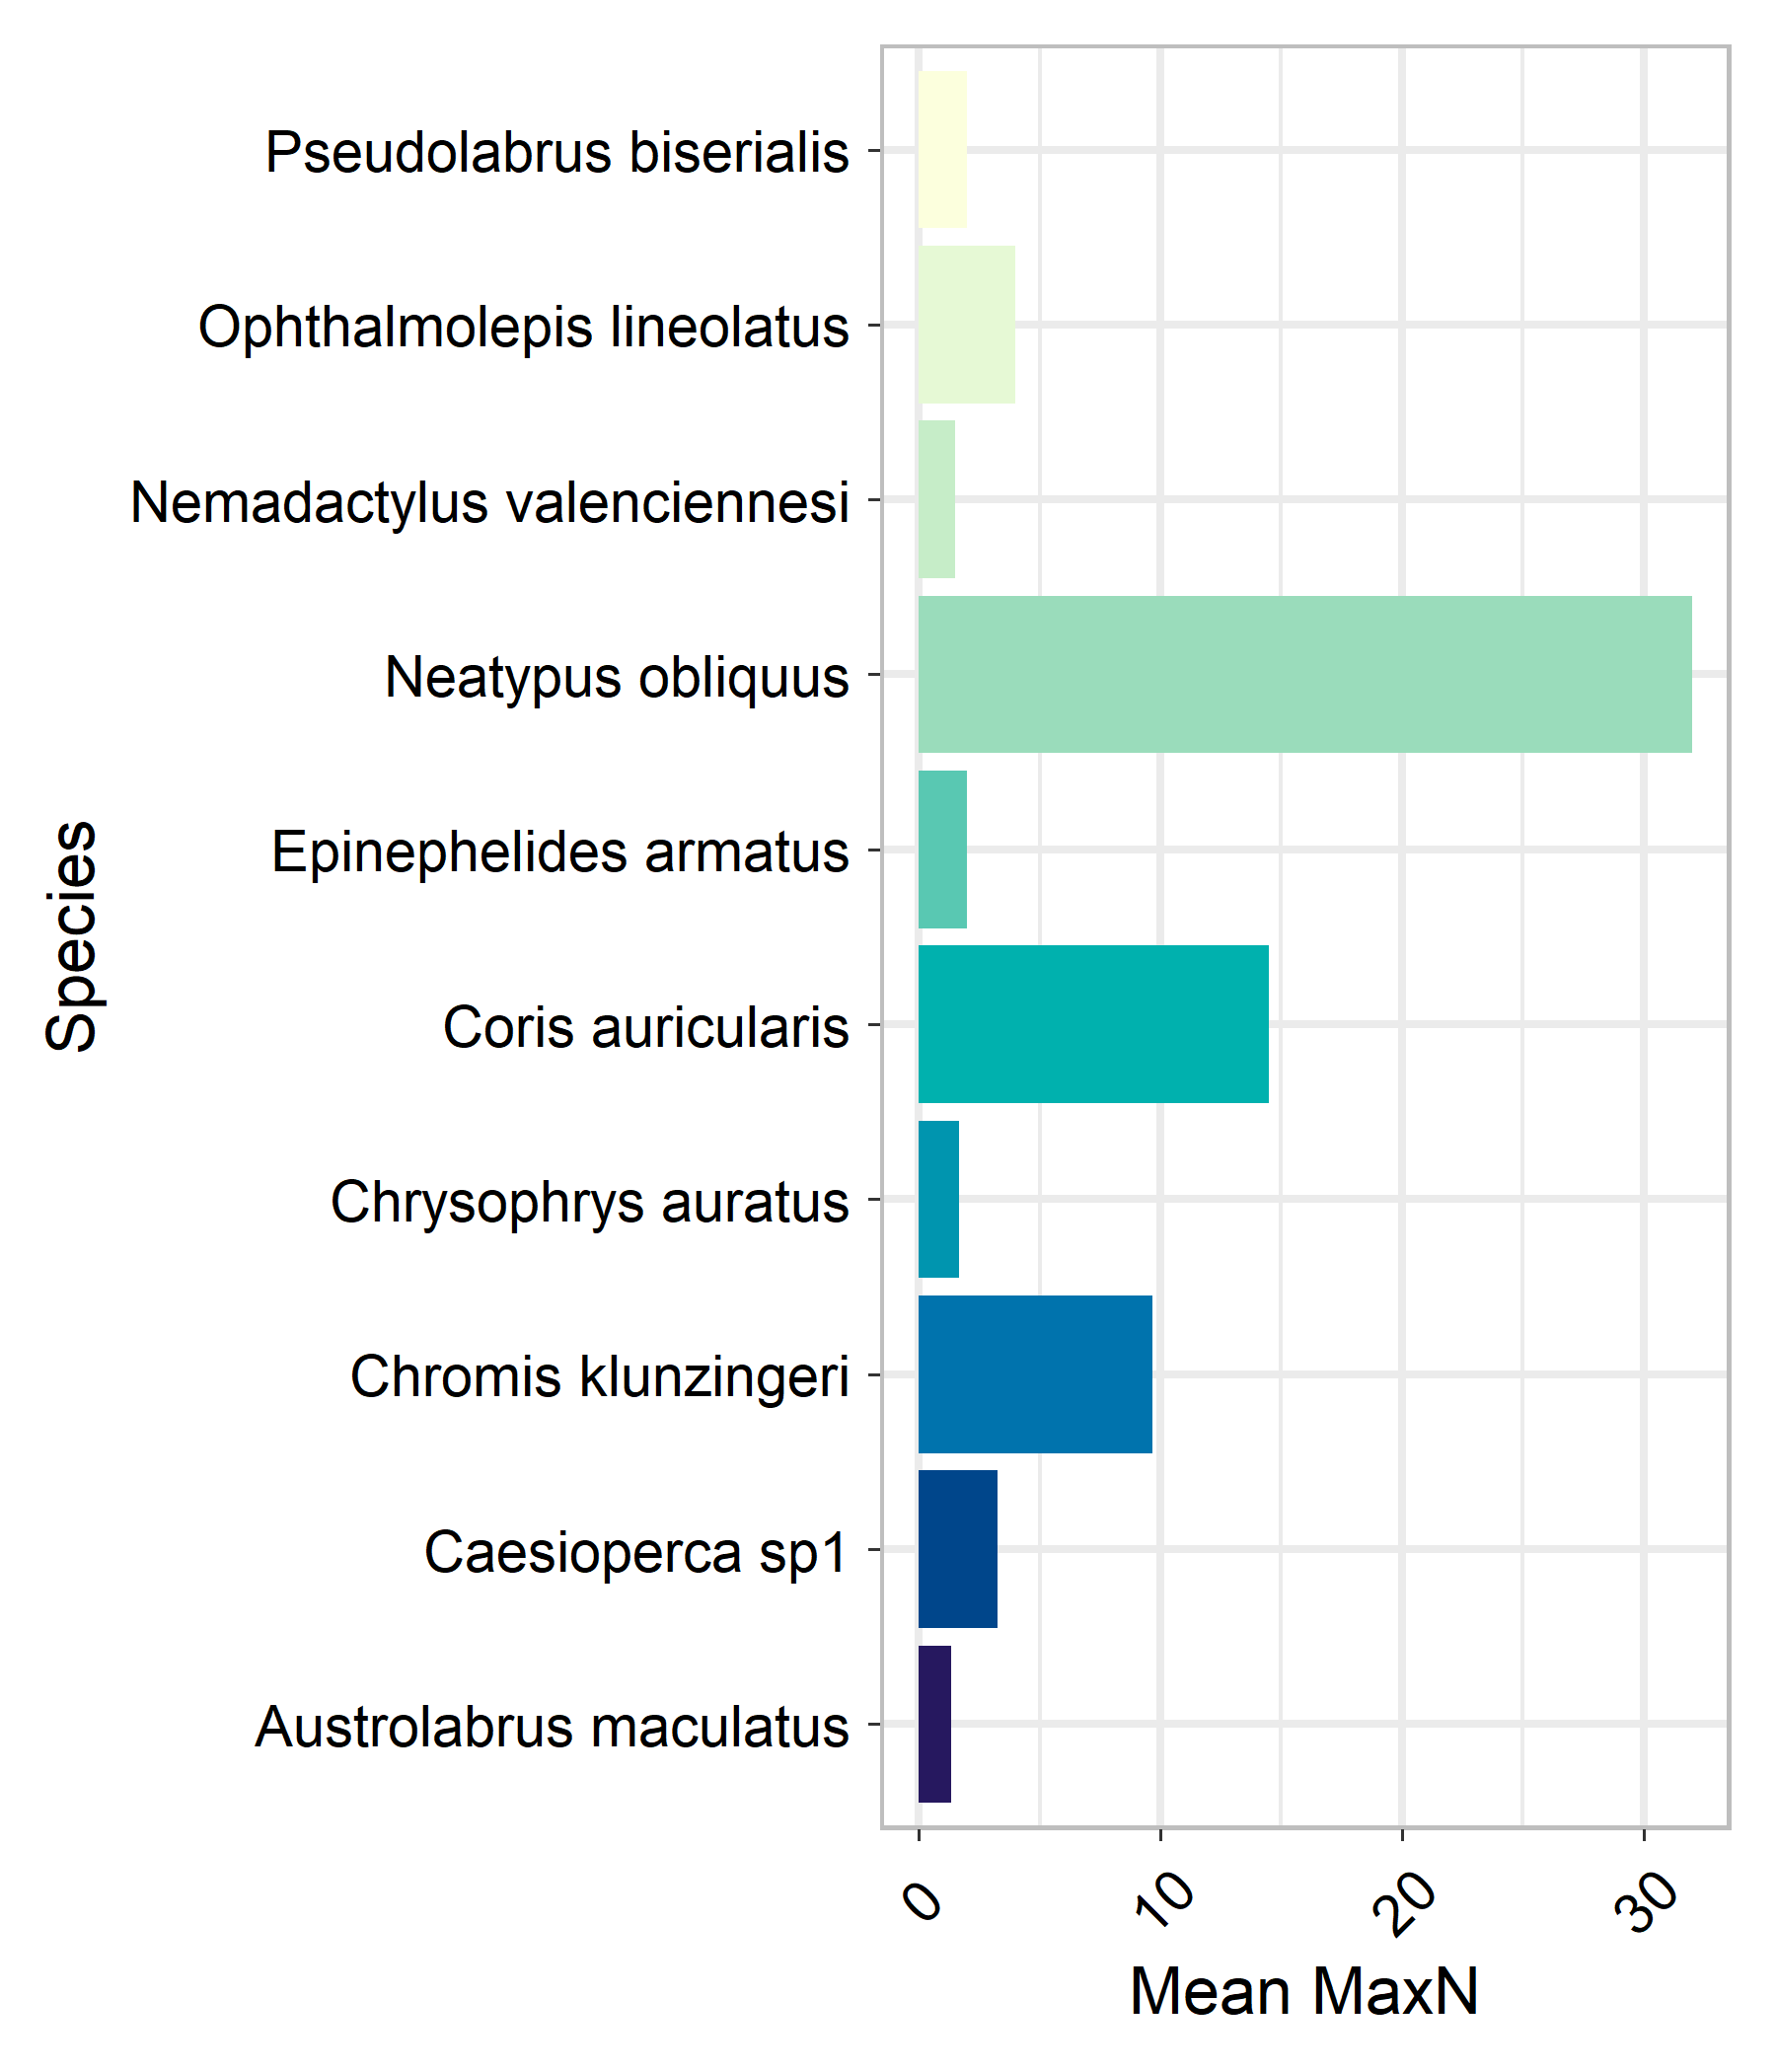 Species
Pseudolabrus biserialis
Ophthalmolepis lineolatus
Nemadactylus valenciennesi
Neatypus obliquus
Epinephelides armatus
Coris auricularis
Chrysophrys auratus
Chromis klunzingeri
Caesioperca sp1
Austrolabrus maculatus
0 10 20 30
Mean MaxN